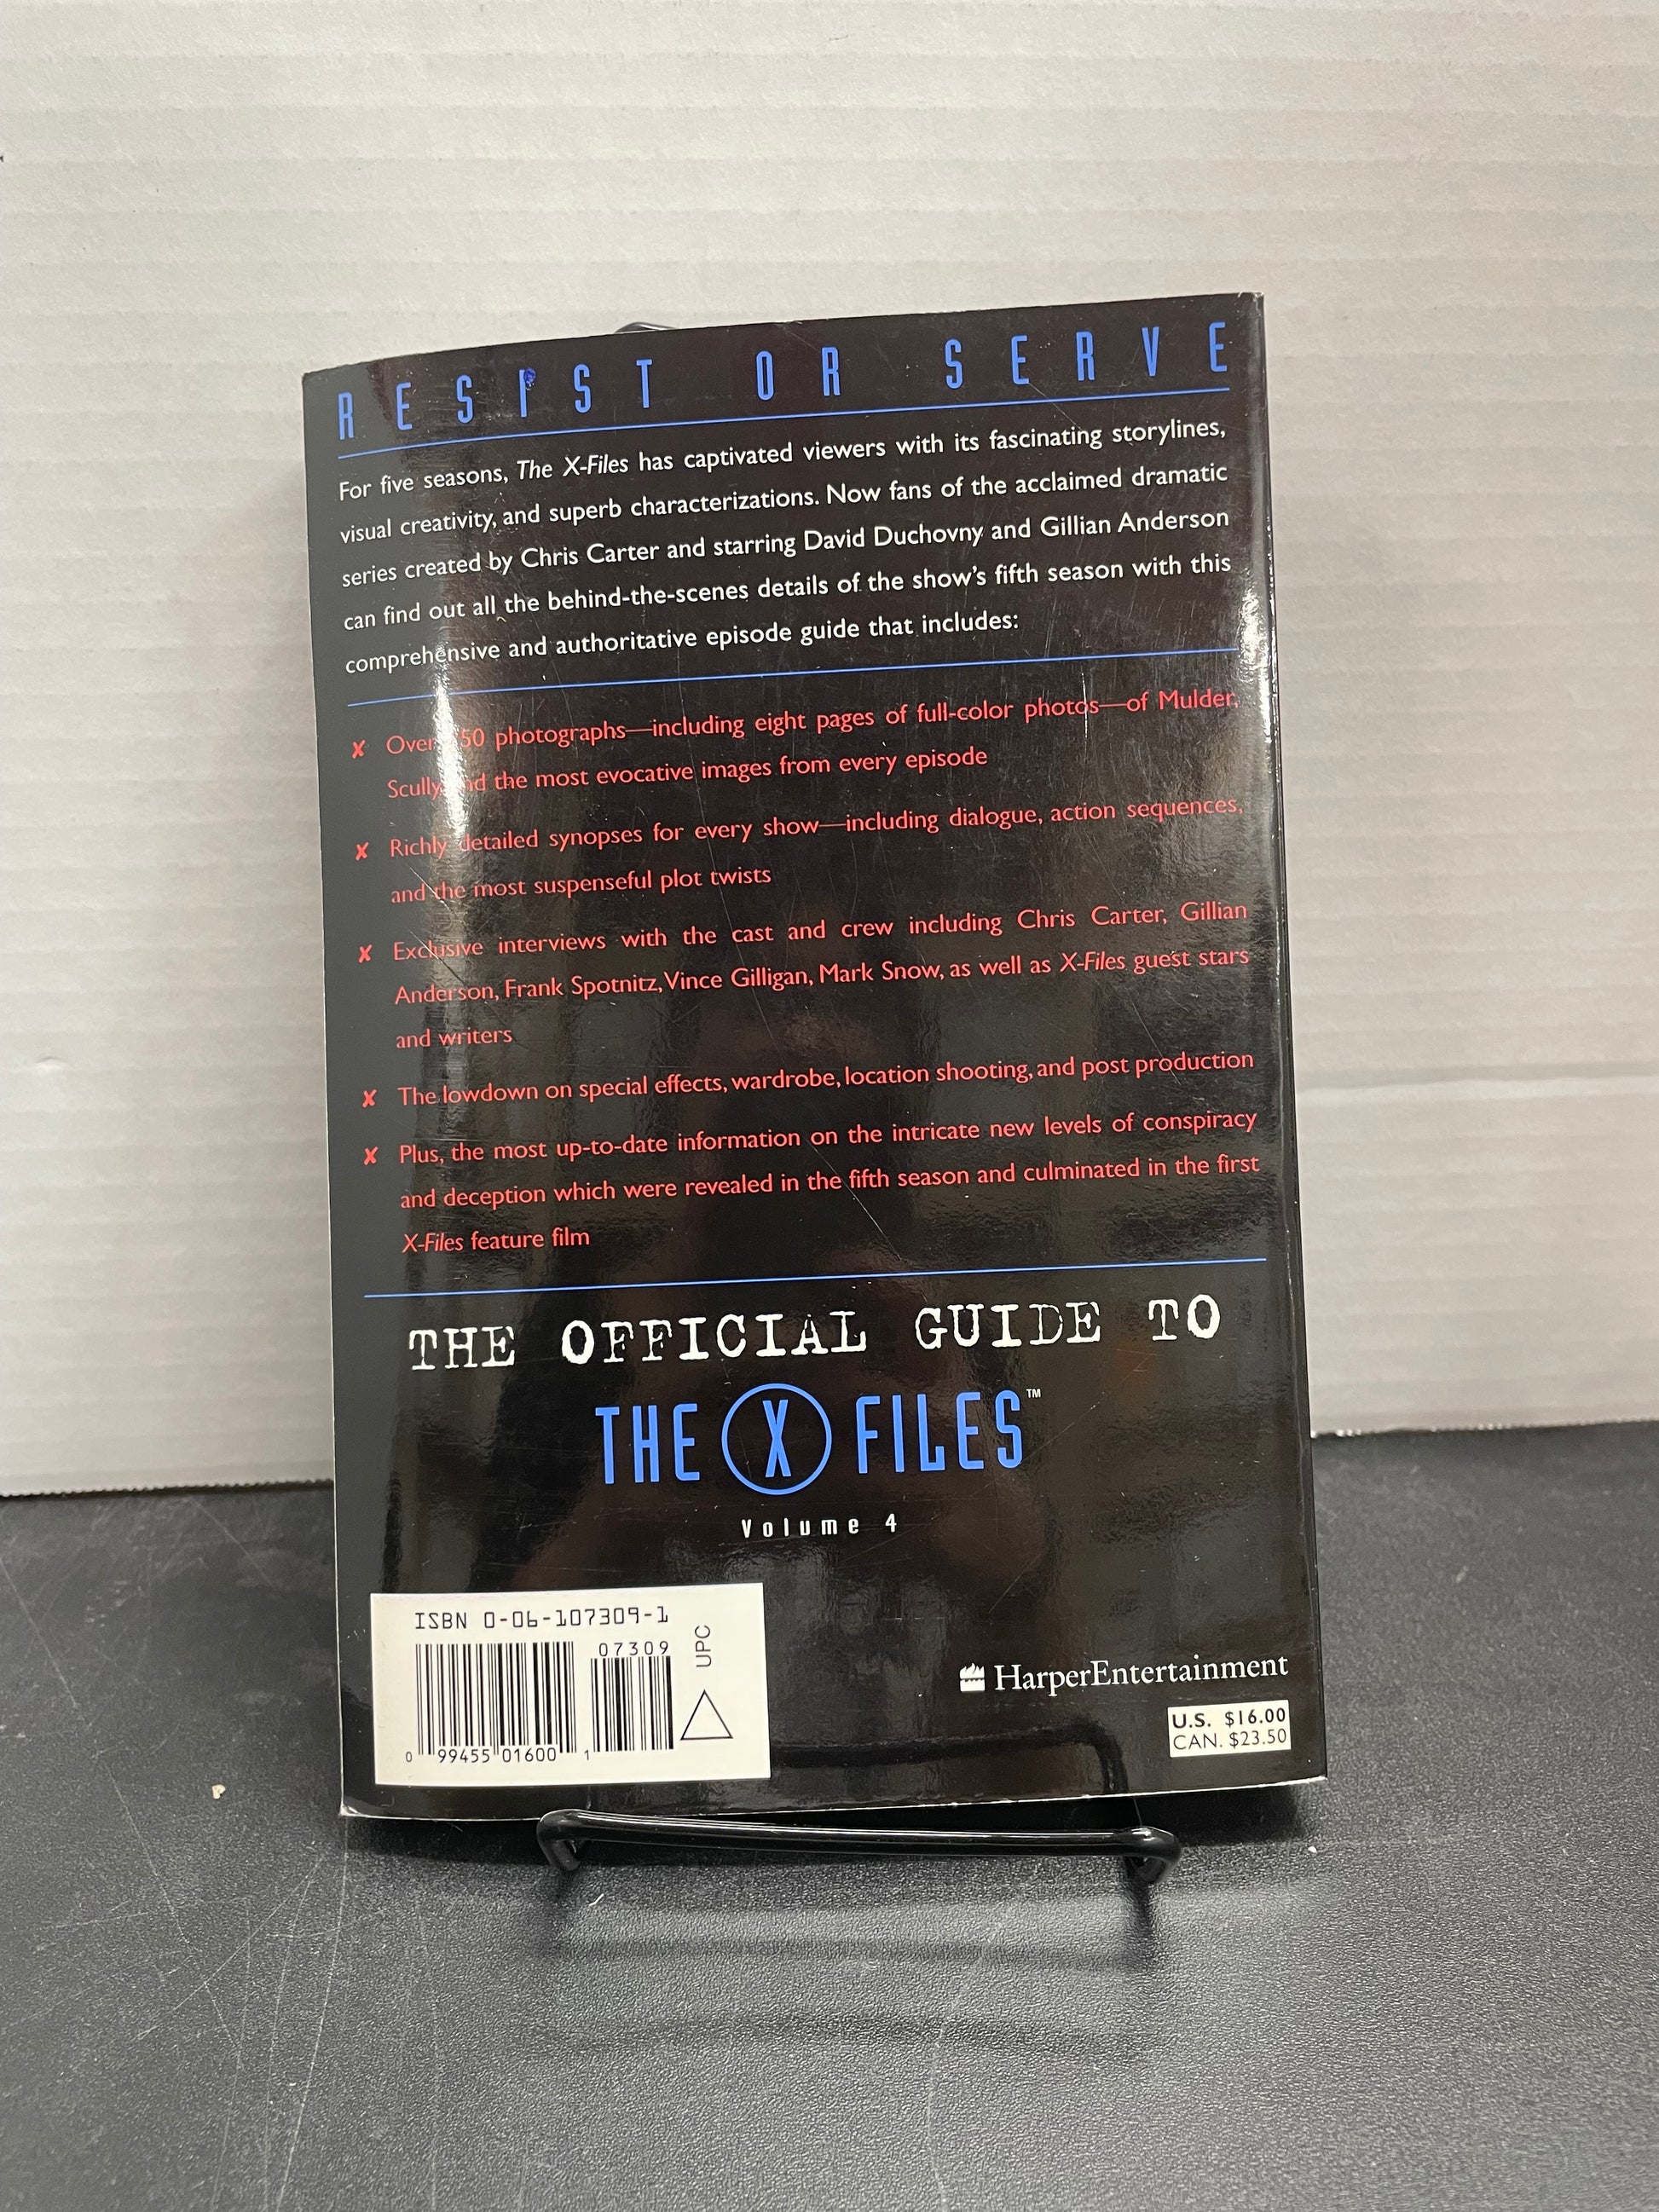 RESIST OR SERVE
For five seasons, The X-Files has captivated viewers with its fascinating storylines,
visual creativity, and superb characterizations. Now fans of the acclaimed dramatic
series created by Chris Carter and starring David Duchovny and Gillian Anderson
can find out all the behind-the-scenes details of the show's fifth season with this
comprehensive and authoritative episode guide that includes:
✘ Over photographs—including eight pages of full-color photos—of Mulder,
Scully, the most evocative images from every episode
✘ Richly detailed synopses for every show—including dialogue, action sequences,
and the most suspenseful plot twists
✘ Exclusive interviews with the cast and crew including Chris Carter, Gillian
Anderson, Frank Spotnitz, Vince Gilligan, Mark Snow, as well as X-Files guest stars
and writers
✘ The lowdown on special effects, wardrobe, location shooting, and post production
✘ Plus, the most up-to-date information on the intricate new levels of conspiracy
and deception which were revealed in the fifth season and culminated in the first
X-Files feature film
THE OFFICIAL GUIDE TO
THE X FILES™
Volume 4
ISBN 0-06-107309-1
07309
UPC
0 99455 01600 1
HarperEntertainment
U.S. $16.00
CAN. $23.50